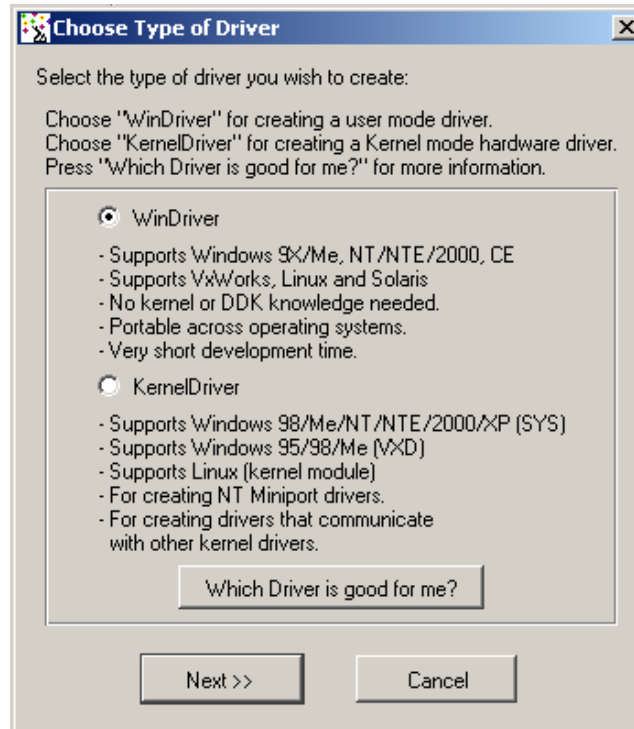 Choose Type of Driver
Select the type of driver you wish to create:
Choose "WinDriver" for creating a user mode driver.
Choose "KernelDriver" for creating a Kernel mode hardware driver.
Press "Which Driver is good for me?" for more information.
WinDriver
- Supports Windows 9X/Me, NT/NTE/2000, CE
- Supports VxWorks, Linux and Solaris
- No kernel or DDK knowledge needed.
- Portable across operating systems.
- Very short development time.
KernelDriver
- Supports Windows 98/Me/NT/NTE/2000/XP (SYS)
- Supports Windows 95/98/Me (VXD)
- Supports Linux (kernel module)
- For creating NT Miniport drivers.
- For creating drivers that communicate
with other kernel drivers.
Which Driver is good for me?
Next >>
Cancel